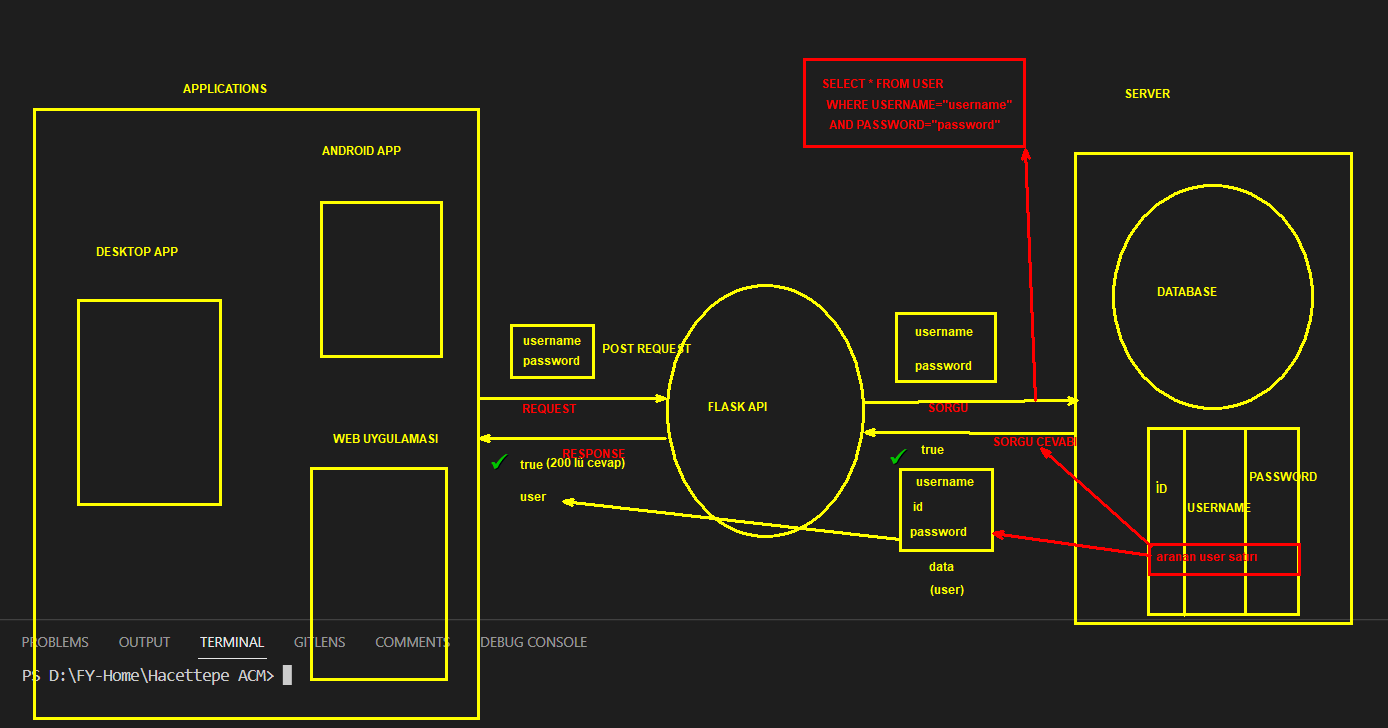 APPLICATIONS
ANDROID APP
DESKTOP APP
WEB UYGULAMASI
username
password
POST REQUEST
REQUEST
RESPONSE
true (200 lü cevap)
user
FLASK API
SELECT * FROM USER
WHERE USERNAME="username"
AND PASSWORD="password"
username
password
SORGU
SORGU CEVABI
true
username
id
password
data
(user)
SERVER
DATABASE
İD
USERNAME
PASSWORD
aranan user satırı
PROBLEMS OUTPUT TERMINAL GITLENS COMMENTS DEBUG CONSOLE
PS D:\FY-Home\Hacettepe ACM>